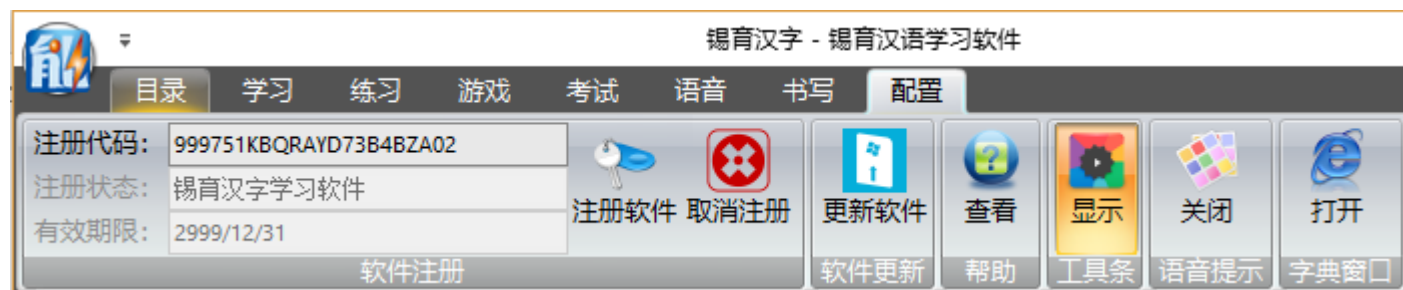 锡育汉字 - 锡育汉语学习软件
目录 学习 练习 游戏 考试 语音 书写 配置
注册代码： 999751KBQRAYD73B4BZA02
注册状态： 锡育汉字学习软件
有效期限： 2999/12/31
注册软件 取消注册 更新软件 查看 显示 关闭 打开
软件注册 软件更新 帮助 工具条 语音提示 字典窗口